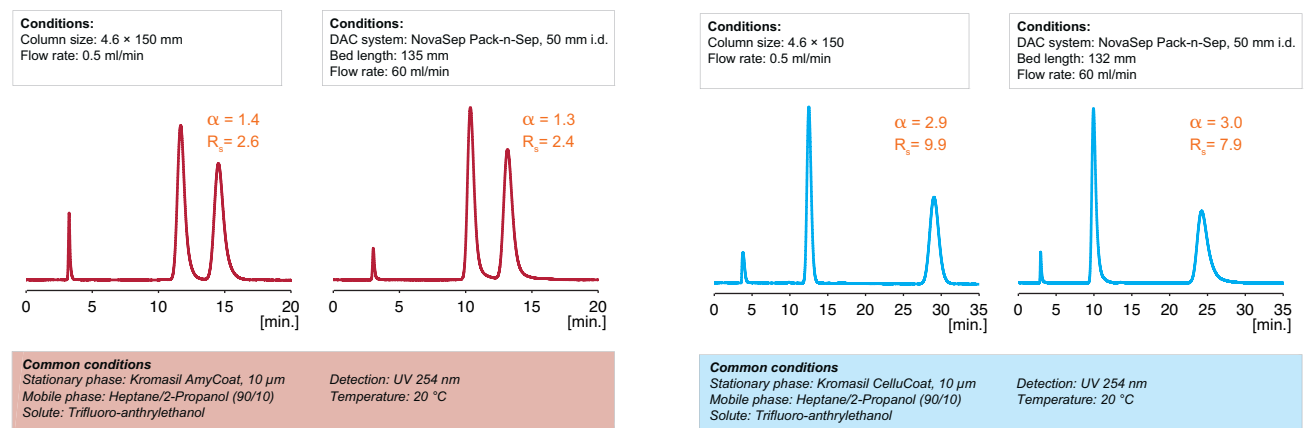 Conditions:
Column size: 4.6 × 150 mm
Flow rate: 0.5 ml/min
Conditions:
DAC system: NovaSep Pack-n-Sep, 50 mm i.d.
Bed length: 135 mm
Flow rate: 60 ml/min
α = 1.4
Rs= 2.6
0 5 10 15 20
[min.]
α = 1.3
Rs= 2.4
0 5 10 15 20
[min.]
Common conditions
Stationary phase: Kromasil AmyCoat, 10 µm
Mobile phase: Heptane/2-Propanol (90/10)
Solute: Trifluoro-anthrylethanol
Detection: UV 254 nm
Temperature: 20 °C
Conditions:
Column size: 4.6 × 150
Flow rate: 0.5 ml/min
Conditions:
DAC system: NovaSep Pack-n-Sep, 50 mm i.d.
Bed length: 132 mm
Flow rate: 60 ml/min
α = 2.9
Rs= 9.9
0 5 10 15 20 25 30 35
[min.]
α = 3.0
Rs= 7.9
0 5 10 15 20 25 30 35
[min.]
Common conditions
Stationary phase: Kromasil CelluCoat, 10 µm
Mobile phase: Heptane/2-Propanol (90/10)
Solute: Trifluoro-anthrylethanol
Detection: UV 254 nm
Temperature: 20 °C